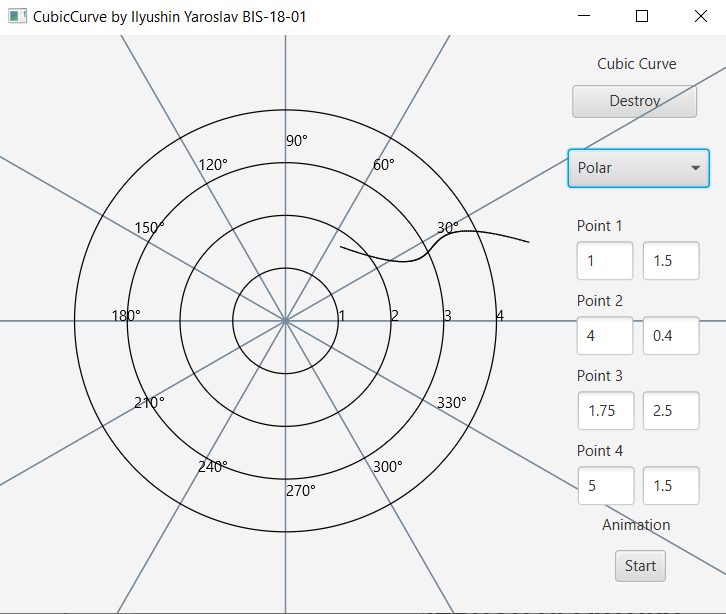 CubicCurve by Ilyushin Yaroslav BIS-18-01
Cubic Curve
Destroy
90°
120°
60°
Polar
150°
30°
Point 1
1 1.5
Point 2
180°
1 2 3 4
4 0.4
Point 3
210°
330°
1.75 2.5
Point 4
240°
300°
270°
5 1.5
Animation
Start